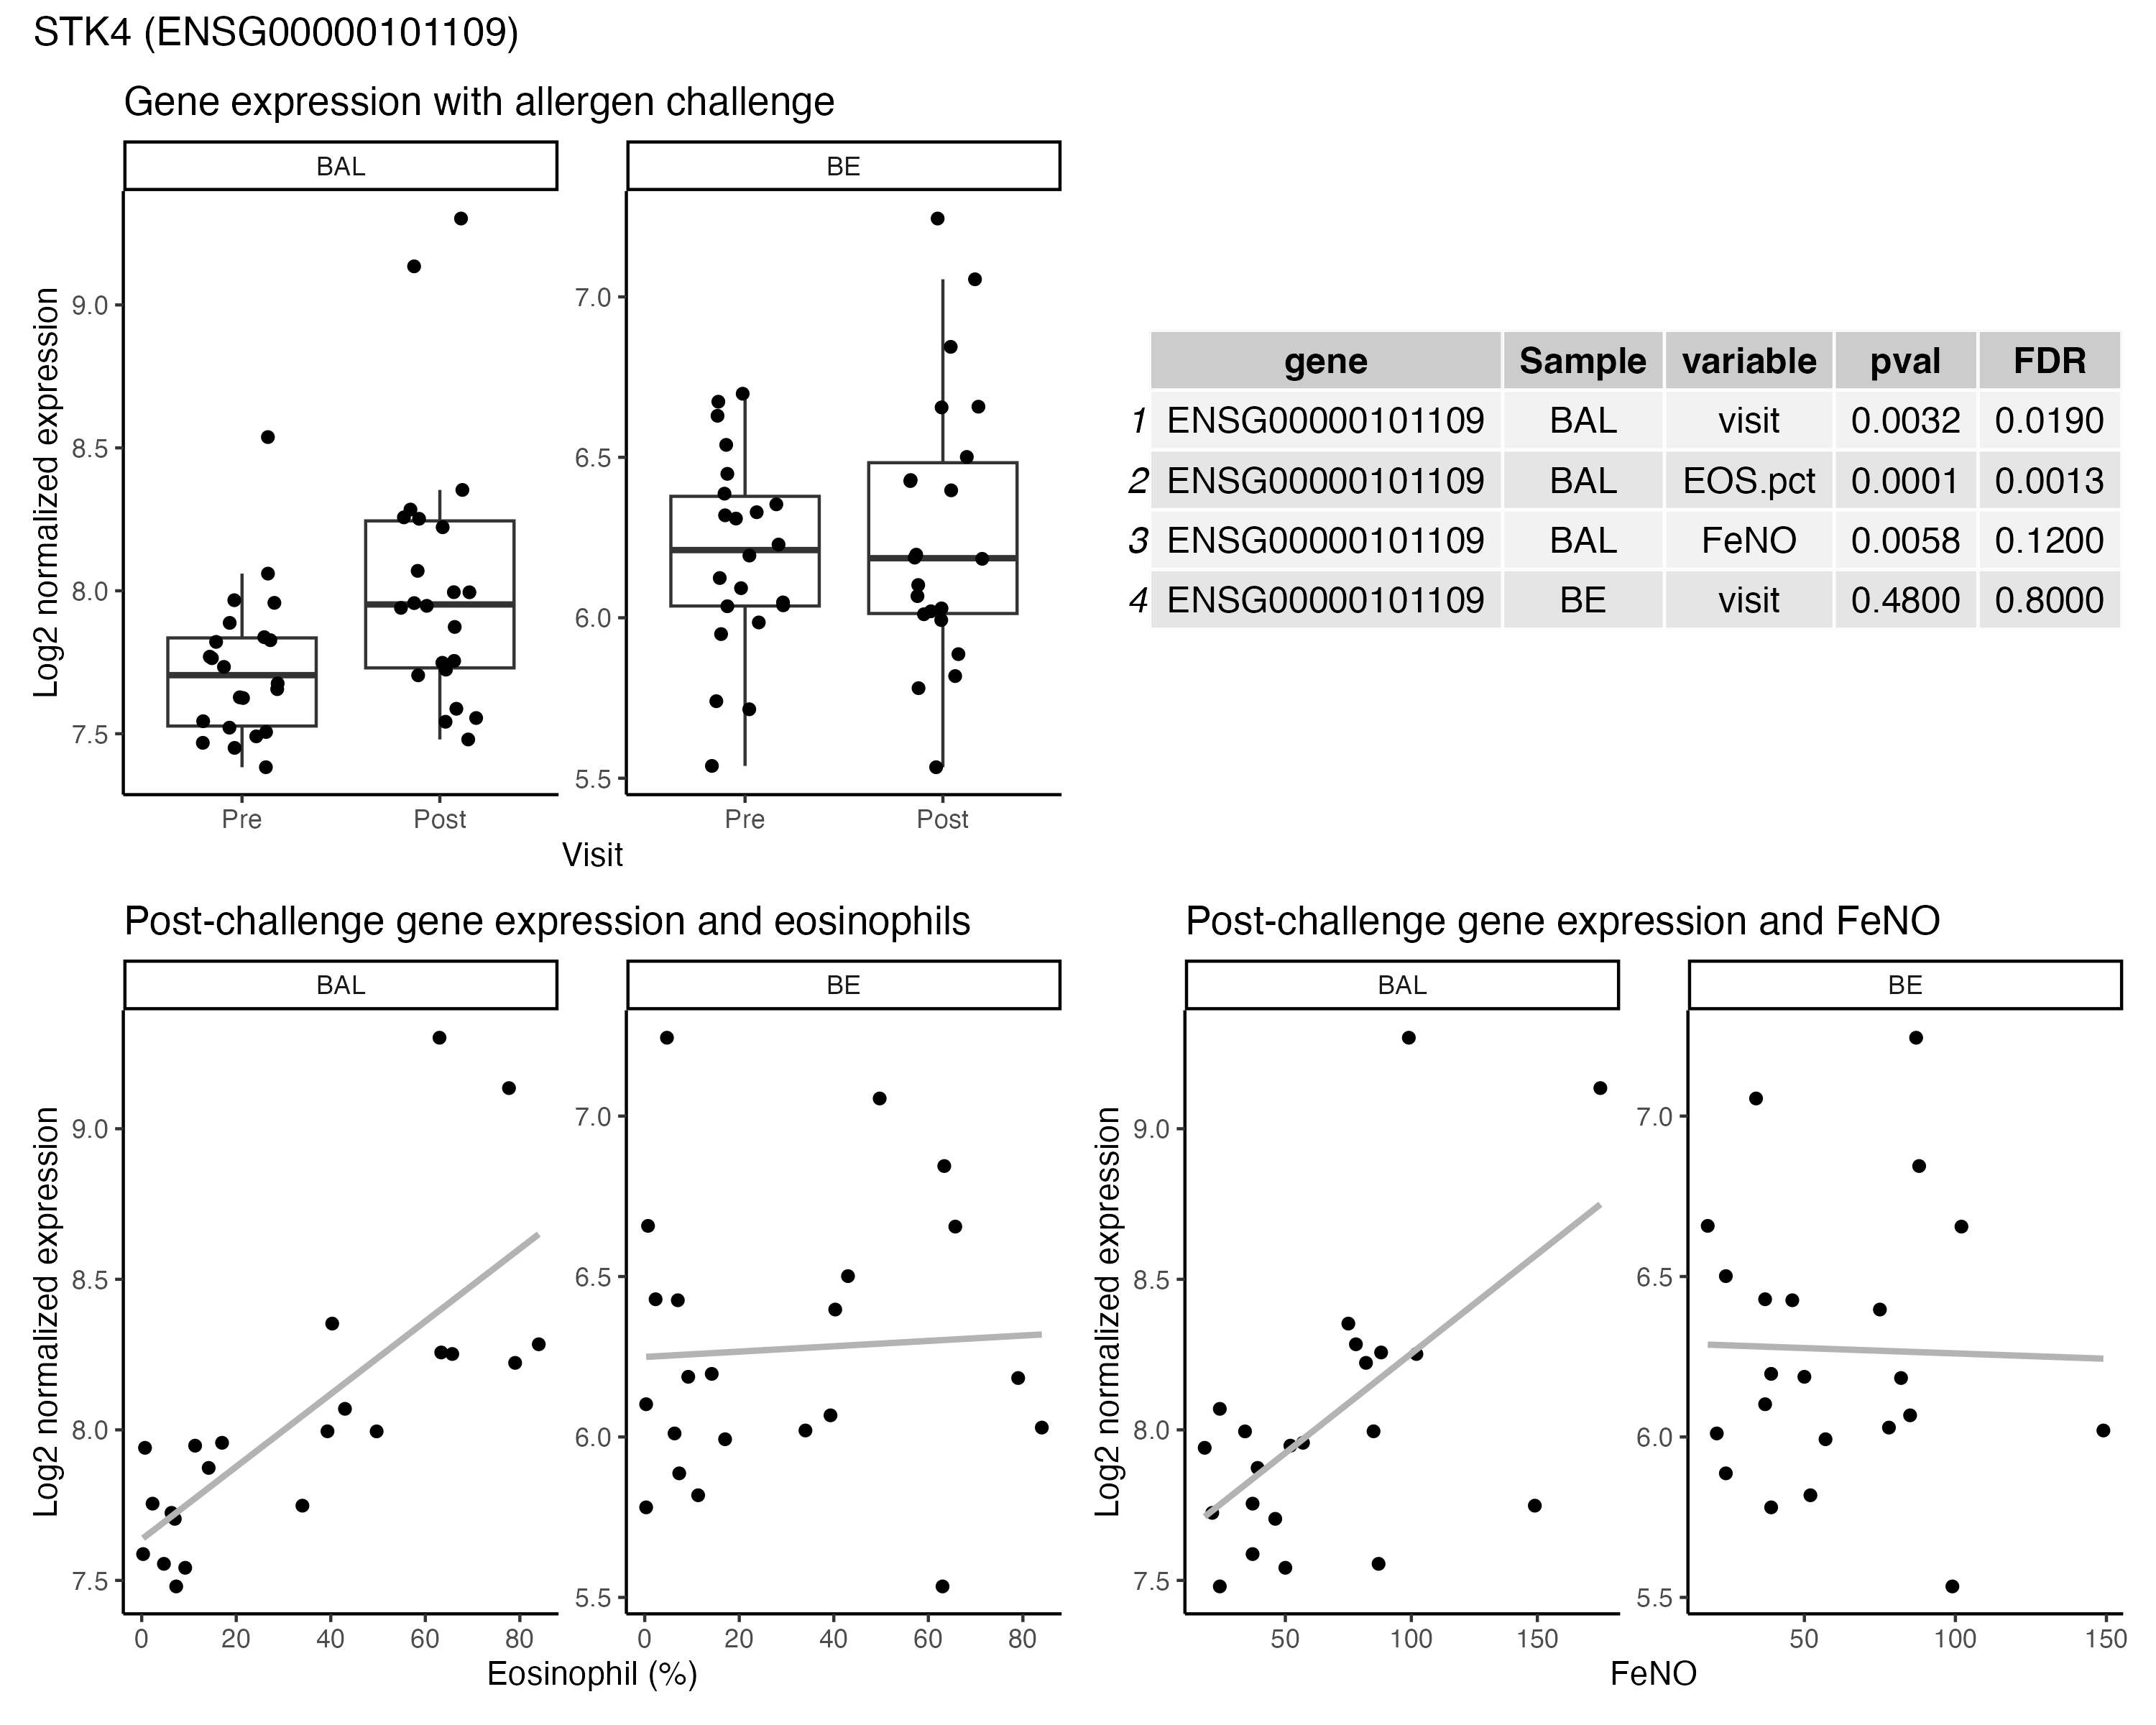 STK4 (ENSG00000101109)
Gene expression with allergen challenge
BAL
BE
Log2 normalized expression
9.0
8.5
8.0
7.5
7.0
6.5
6.0
5.5
Pre
Post
Pre
Post
Visit
gene Sample variable pval FDR
1 ENSG00000101109 BAL visit 0.0032 0.0190
2 ENSG00000101109 BAL EOS.pct 0.0001 0.0013
3 ENSG00000101109 BAL FeNO 0.0058 0.1200
4 ENSG00000101109 BE visit 0.4800 0.8000
Post-challenge gene expression and eosinophils
BAL
BE
Log2 normalized expression
9.0
8.5
8.0
7.5
7.0
6.5
6.0
5.5
0 20 40 60 80
0 20 40 60 80
Eosinophil (%)
Post-challenge gene expression and FeNO
BAL
BE
Log2 normalized expression
9.0
8.5
8.0
7.5
7.0
6.5
6.0
5.5
50 100 150
50 100 150
FeNO